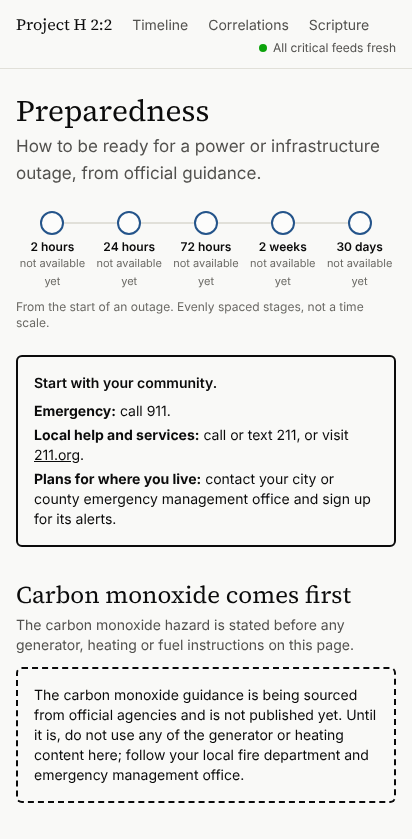 Project H 2:2 Timeline Correlations Scripture
All critical feeds fresh
Preparedness
How to be ready for a power or infrastructure
outage, from official guidance.
2 hours 24 hours 72 hours 2 weeks 30 days
not available not available not available not available not available
yet yet yet yet yet
From the start of an outage. Evenly spaced stages, not a time
scale.
Start with your community.
Emergency: call 911.
Local help and services: call or text 211, or visit
211.org.
Plans for where you live: contact your city or
county emergency management office and sign up
for its alerts.
Carbon monoxide comes first
The carbon monoxide hazard is stated before any
generator, heating or fuel instructions on this page.
The carbon monoxide guidance is being sourced
from official agencies and is not published yet. Until
it is, do not use any of the generator or heating
content here; follow your local fire department and
emergency management office.